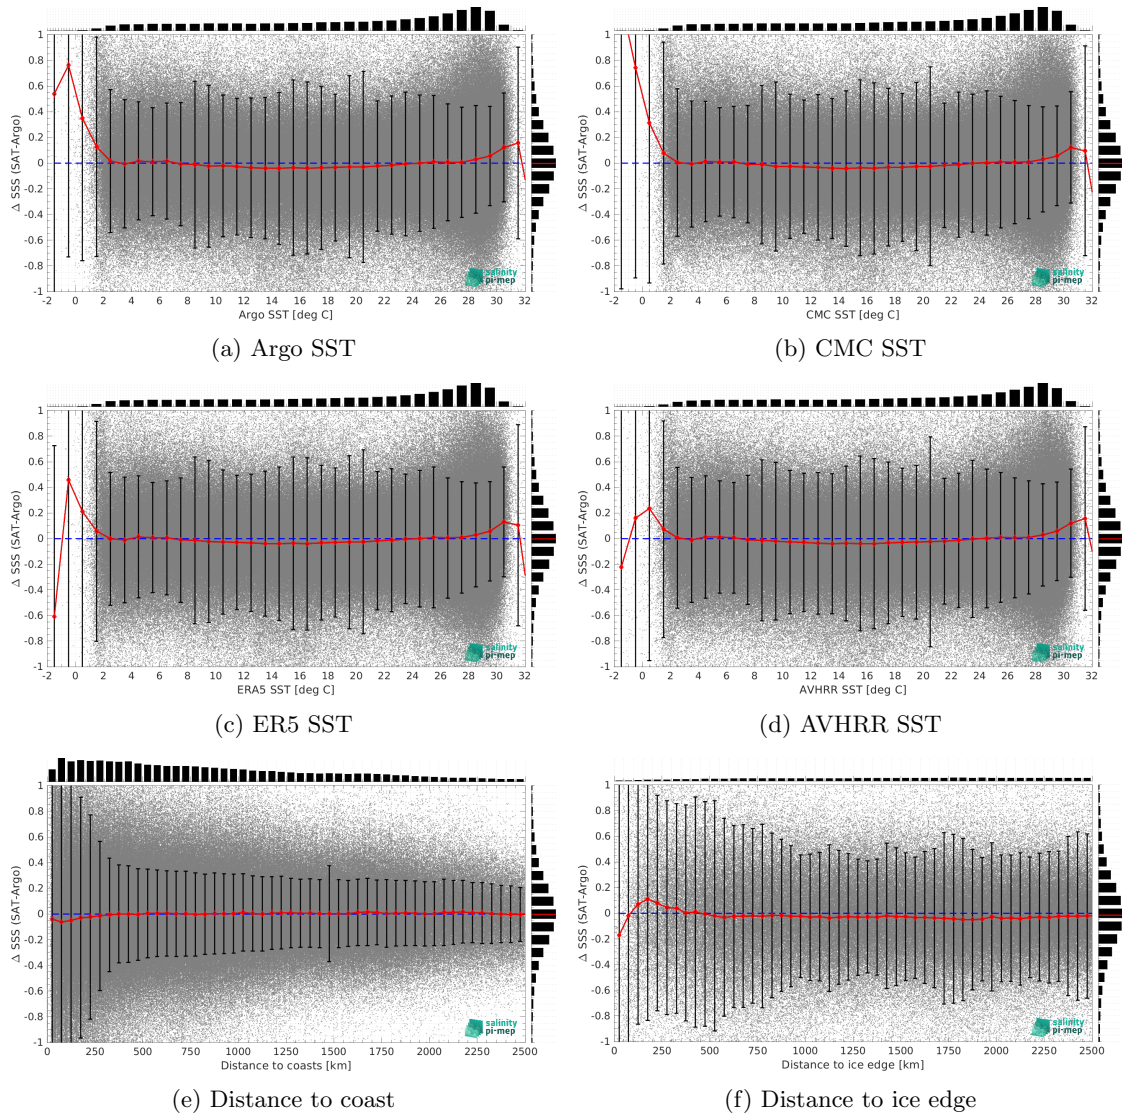 1
0.8
0.6
0.4
0.2
0
-0.2
-0.4
-0.6
-0.8
-1
Δ SSS (SAT-Argo)
-2 0 2 4 6 8 10 12 14 16 18 20 22 24 26 28 30 32
Argo SST [deg C]
salinity
pi-mep
(a) Argo SST
1
0.8
0.6
0.4
0.2
0
-0.2
-0.4
-0.6
-0.8
-1
Δ SSS (SAT-Argo)
-2 0 2 4 6 8 10 12 14 16 18 20 22 24 26 28 30 32
CMC SST [deg C]
salinity
pi-mep
(b) CMC SST
1
0.8
0.6
0.4
0.2
0
-0.2
-0.4
-0.6
-0.8
-1
Δ SSS (SAT-Argo)
-2 0 2 4 6 8 10 12 14 16 18 20 22 24 26 28 30 32
ERA5 SST [deg C]
salinity
pi-mep
(c) ER5 SST
1
0.8
0.6
0.4
0.2
0
-0.2
-0.4
-0.6
-0.8
-1
Δ SSS (SAT-Argo)
-2 0 2 4 6 8 10 12 14 16 18 20 22 24 26 28 30 32
AVHRR SST [deg C]
salinity
pi-mep
(d) AVHRR SST
1
0.8
0.6
0.4
0.2
0
-0.2
-0.4
-0.6
-0.8
-1
Δ SSS (SAT-Argo)
0 250 500 750 1000 1250 1500 1750 2000 2250 2500
Distance to coasts [km]
salinity
pi-mep
(e) Distance to coast
1
0.8
0.6
0.4
0.2
0
-0.2
-0.4
-0.6
-0.8
-1
Δ SSS (SAT-Argo)
0 250 500 750 1000 1250 1500 1750 2000 2250 2500
Distance to ice edge [km]
salinity
pi-mep
(f) Distance to ice edge